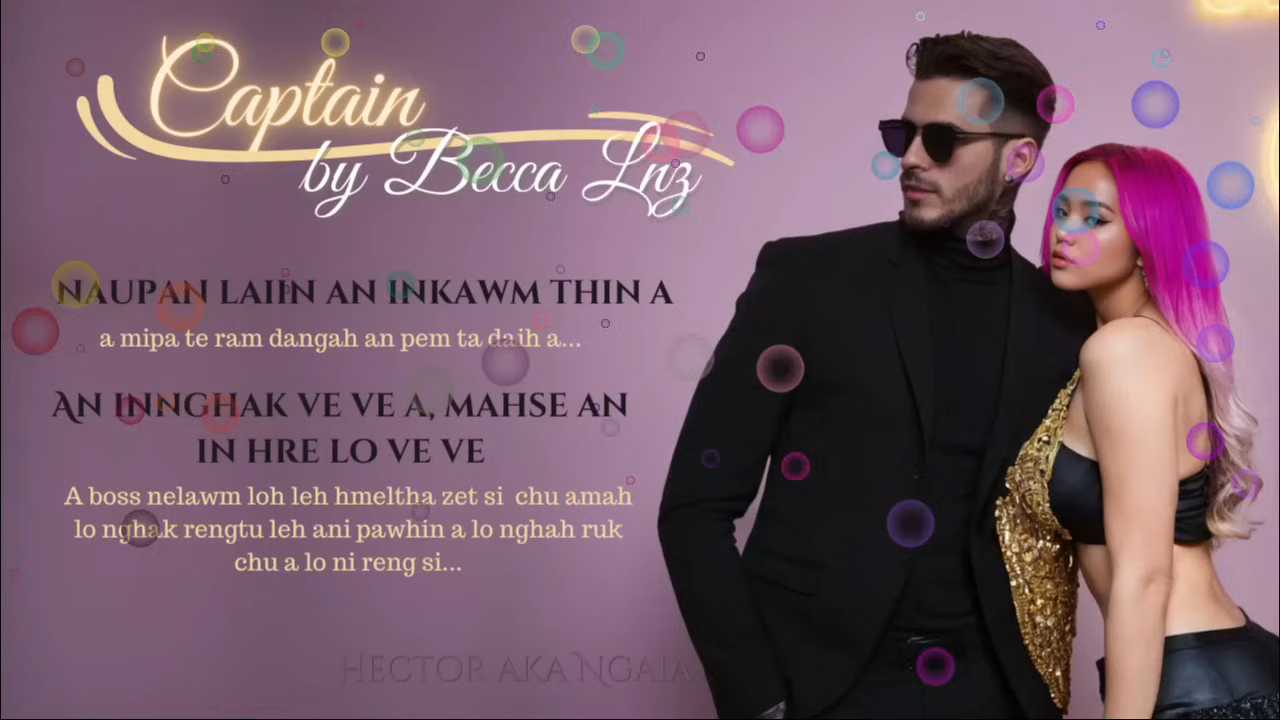 Captain
by Becca Lnz
NAUPAN LAIIN AN INKAWM THIN A
a mipa te ram dangah an pem ta daih a...
AN INNGHAK VE VE A, MAHSE AN
IN HRE LO VE VE
A boss nelawm loh leh hmeltha zet si chu amah
lo nghak rengtu leh ani pawhin a lo nghah ruk
chu a lo ni reng si...
HECTOR AKA NGAIA